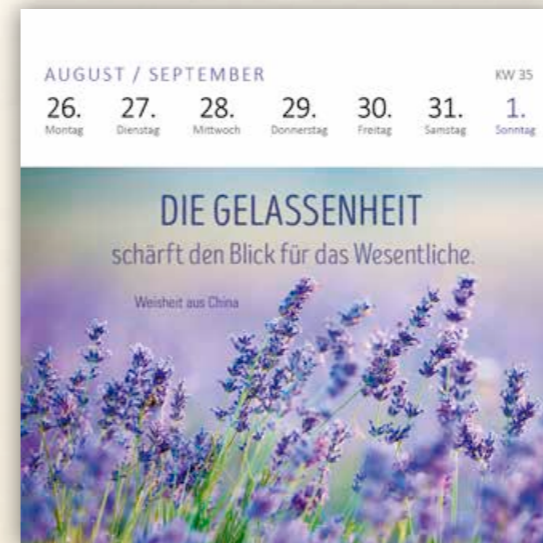 AUGUST / SEPTEMBER KW 35
26. 27. 28. 29. 30. 31. 1.
Montag Dienstag Mittwoch Donnerstag Freitag Samstag Sonntag
DIE GELASSENHEIT
schärft den Blick für das Wesentliche.
Weisheit aus China